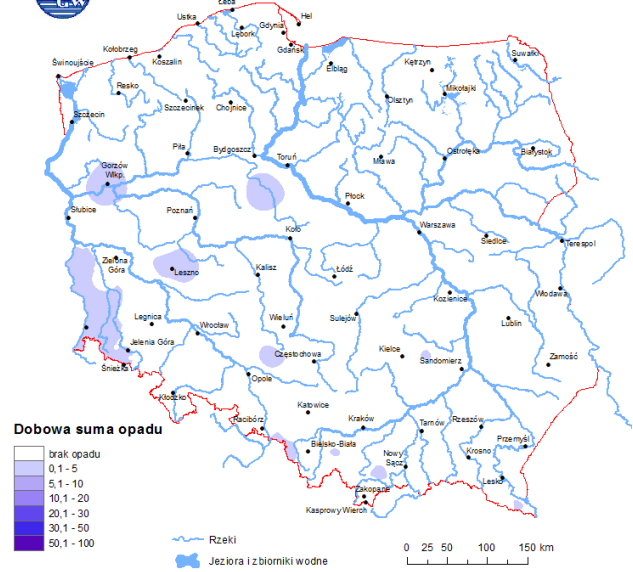 Łeba
Ustka
Hel
Gdynia
Lębork
Gdańsk
Kołobrzeg
Koszalin
Świnoujście
Elbląg
Kętrzyn
Suwałki
Resko
Szczecinek
Chojnice
Olsztyn
Mikołajki
Szczecin
Piła
Bydgoszcz
Toruń
Mława
Ostrołęka
Białystok
Gorzów
Wlkp.
Płock
Słubice
Poznań
Koło
Warszawa
Siedlce
Terespol
Zielona
Góra
Leszno
Kalisz
Łódź
Kozienice
Włodawa
Legnica
Wrocław
Wieluń
Sulejów
Lublin
Jelenia Góra
Śnieżka
Częstochowa
Kielce
Sandomierz
Zamość
Opole
Kłodzko
Katowice
Racibórz
Kraków
Tarnów
Rzeszów
Przemyśl
Bielsko-Biała
Nowy
Sącz
Krosno
Lesko
Zakopane
Kasprowy Wierch
Dobowa suma opadu
brak opadu
0,1 - 5
5,1 - 10
10,1 - 20
20,1 - 30
30,1 - 50
50,1 - 100
Rzeki
Jeziora i zbiorniki wodne
0 25 50 100 150 km